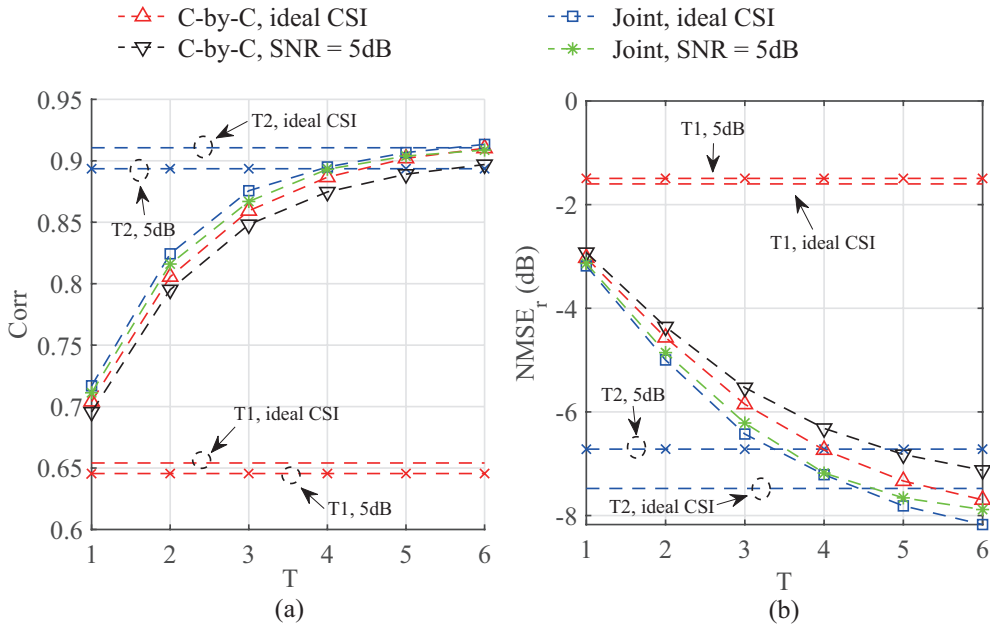 C-by-C, ideal CSI
Joint, ideal CSI
C-by-C, SNR = 5dB
Joint, SNR = 5dB
0.95
0.9
0.85
0.8
0.75
0.7
0.65
0.6
Corr
T2, ideal CSI
T2, 5dB
T1, ideal CSI
T1, 5dB
1 2 3 4 5 6
T
(a)
0
-2
-4
-6
-8
NMSE_r (dB)
T1, 5dB
T1, ideal CSI
T2, 5dB
T2, ideal CSI
1 2 3 4 5 6
T
(b)